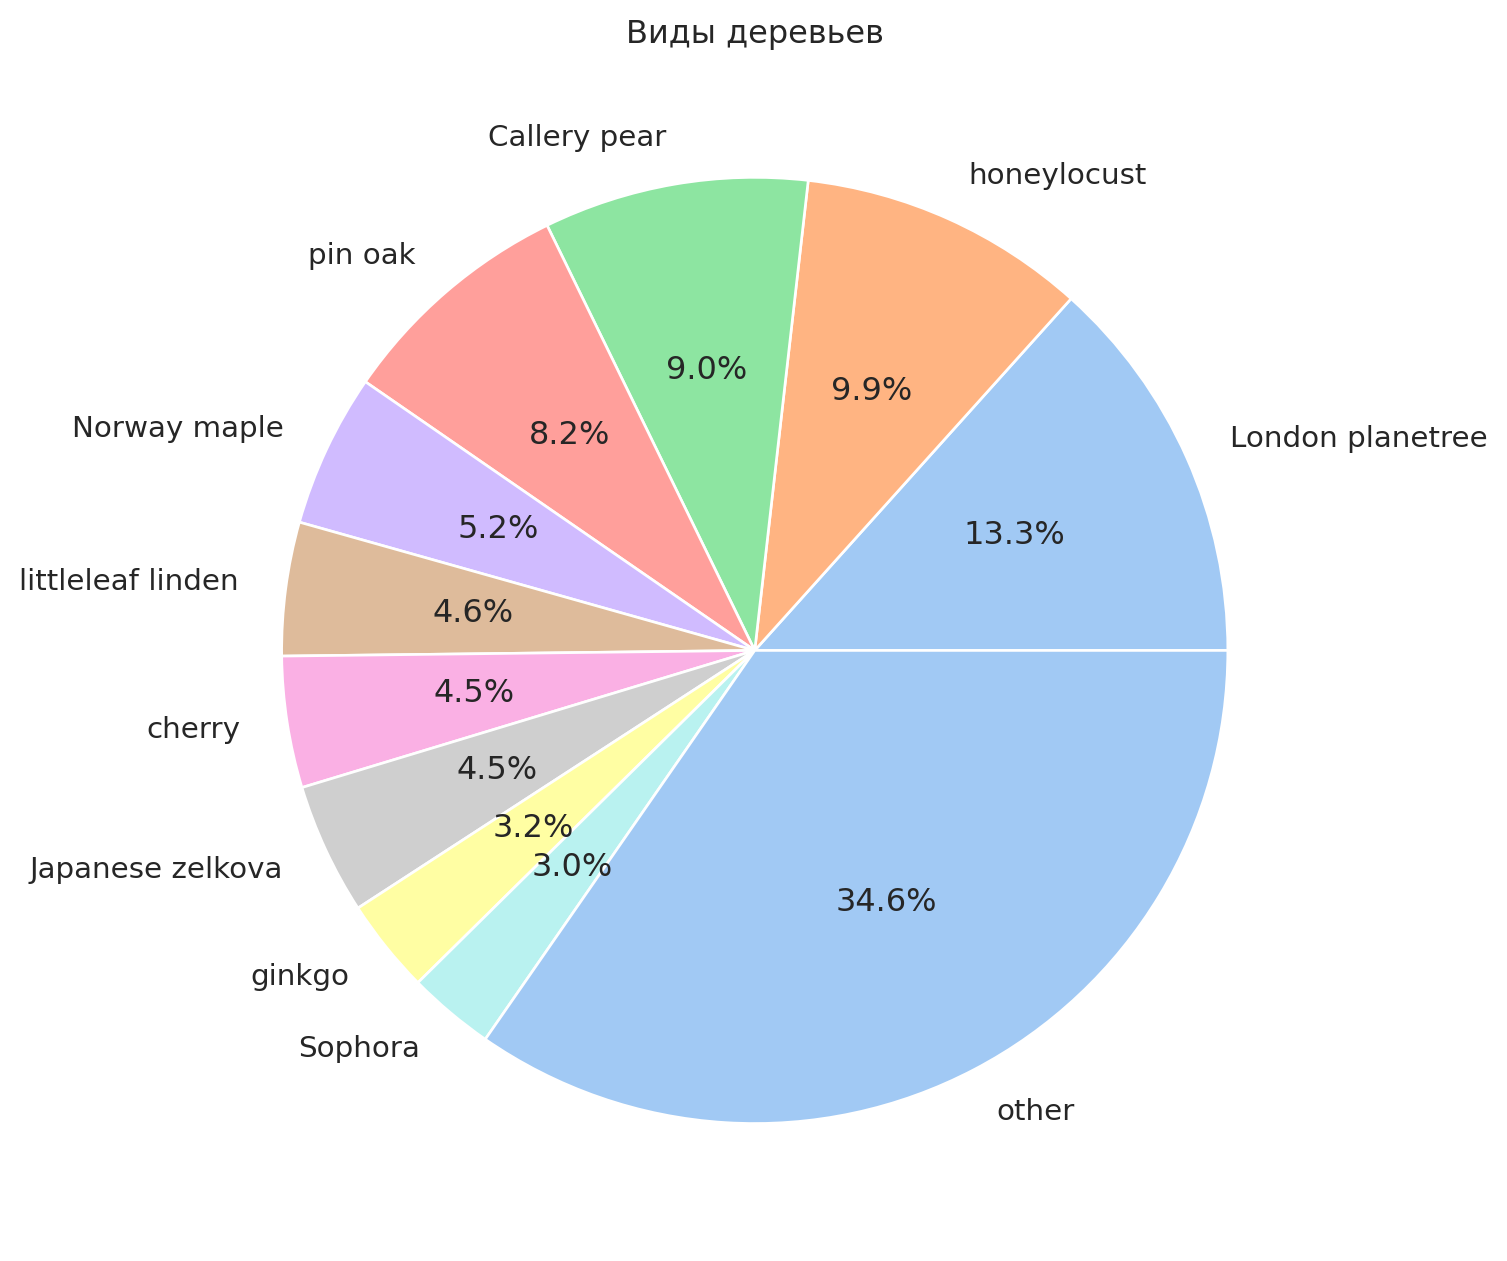 Виды деревьев
Callery pear
honeylocust
pin oak
9.0%
9.9%
Norway maple
8.2%
London planetree
5.2%
13.3%
littleleaf linden
4.6%
4.5%
cherry
4.5%
3.2%
Japanese zelkova
3.0%
34.6%
ginkgo
Sophora
other